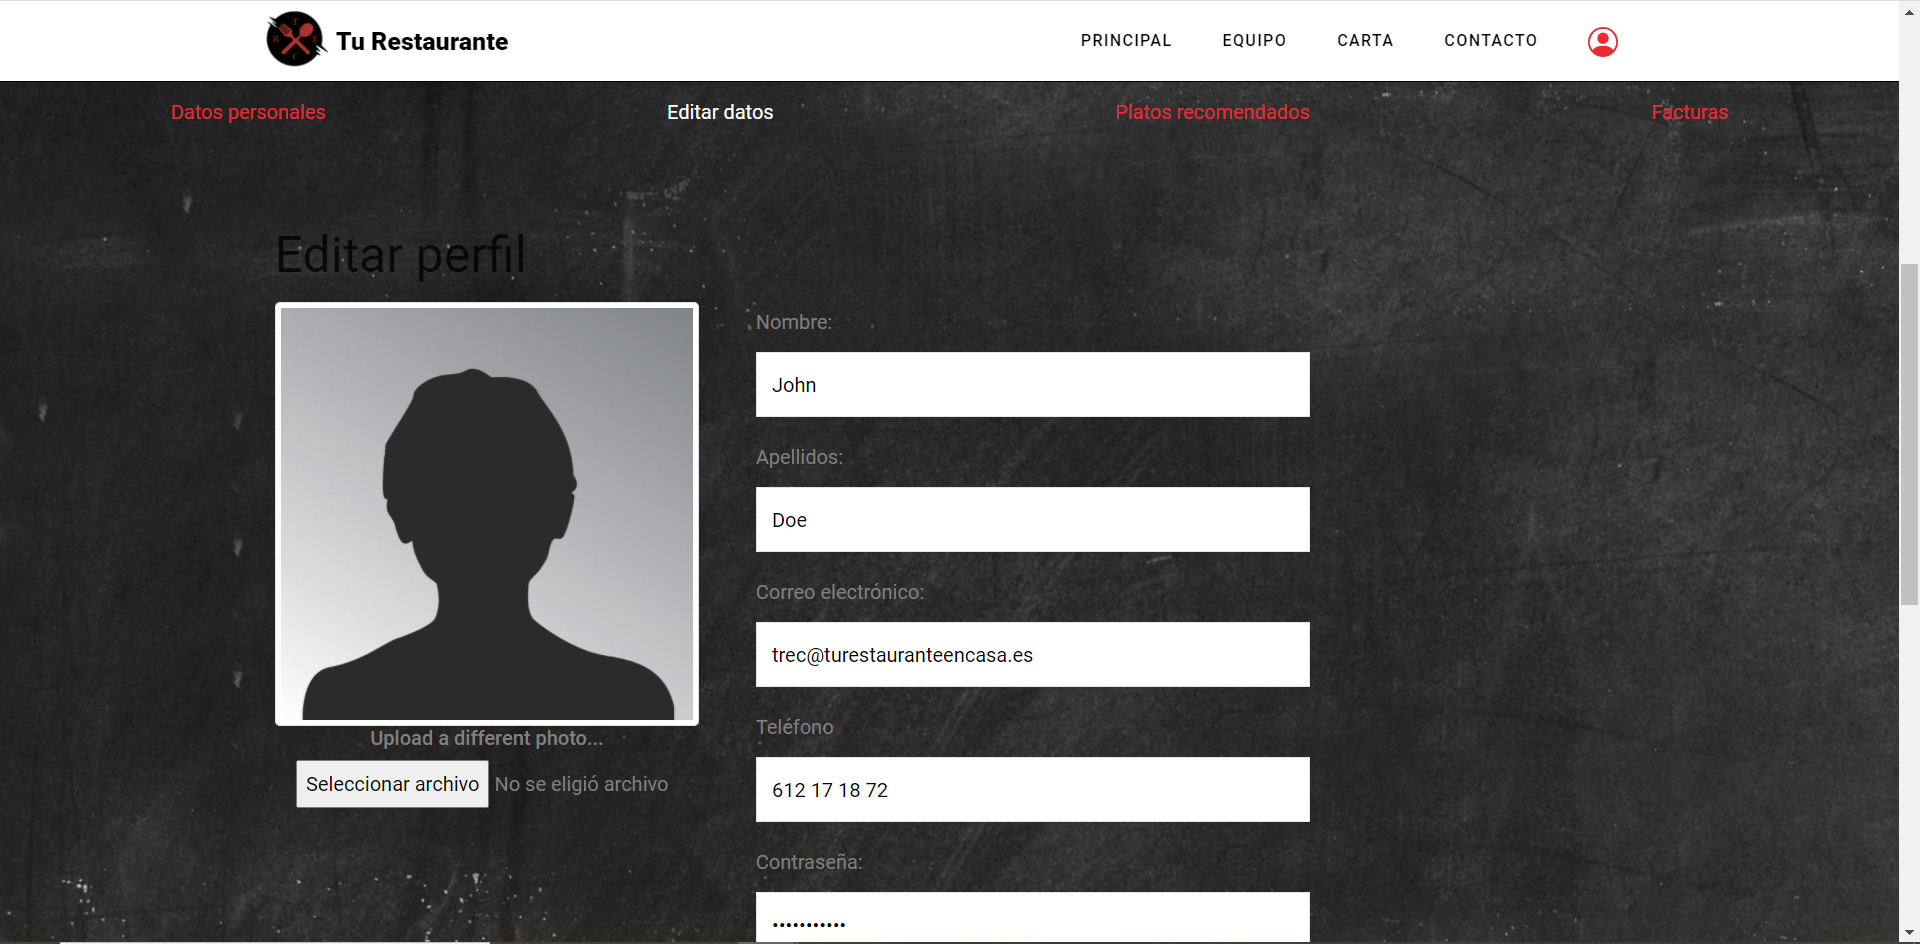 Tu Restaurante
PRINCIPAL EQUIPO CARTA CONTACTO
Datos personales Editar datos Platos recomendados Facturas
Editar perfil
Nombre:
John
Apellidos:
Doe
Correo electrónico:
trec@turestauranteencasa.es
Teléfono
612 17 18 72
Contraseña:
•••••••••••
Upload a different photo...
Seleccionar archivo No se eligió archivo